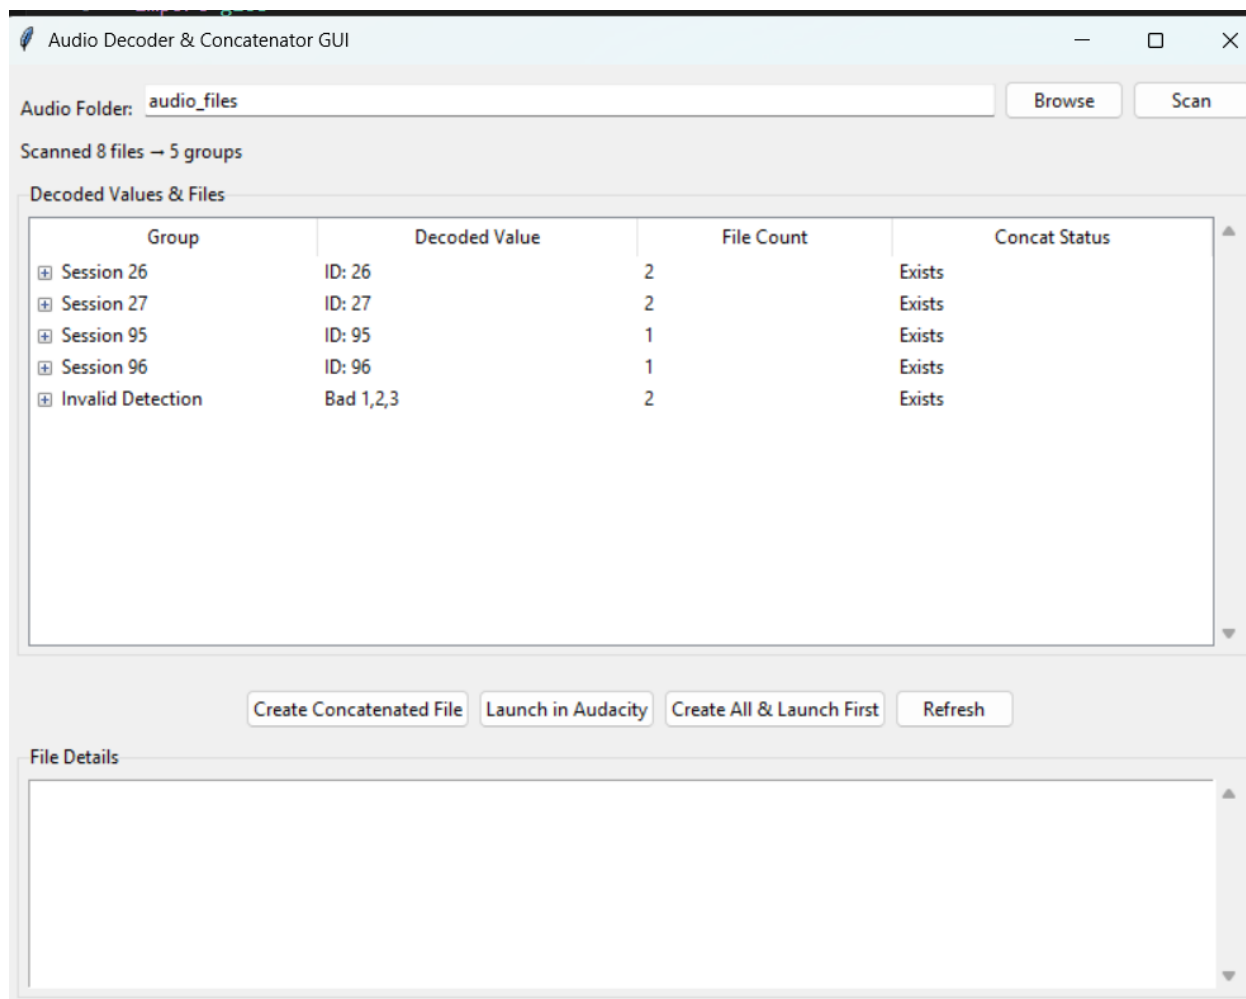 Audio Decoder & Concatenator GUI
Audio Folder: audio_files Browse Scan
Scanned 8 files → 5 groups
Decoded Values & Files
Group Decoded Value File Count Concat Status
Session 26 ID: 26 2 Exists
Session 27 ID: 27 2 Exists
Session 95 ID: 95 1 Exists
Session 96 ID: 96 1 Exists
Invalid Detection Bad 1,2,3 2 Exists
Create Concatenated File Launch in Audacity Create All & Launch First Refresh
File Details